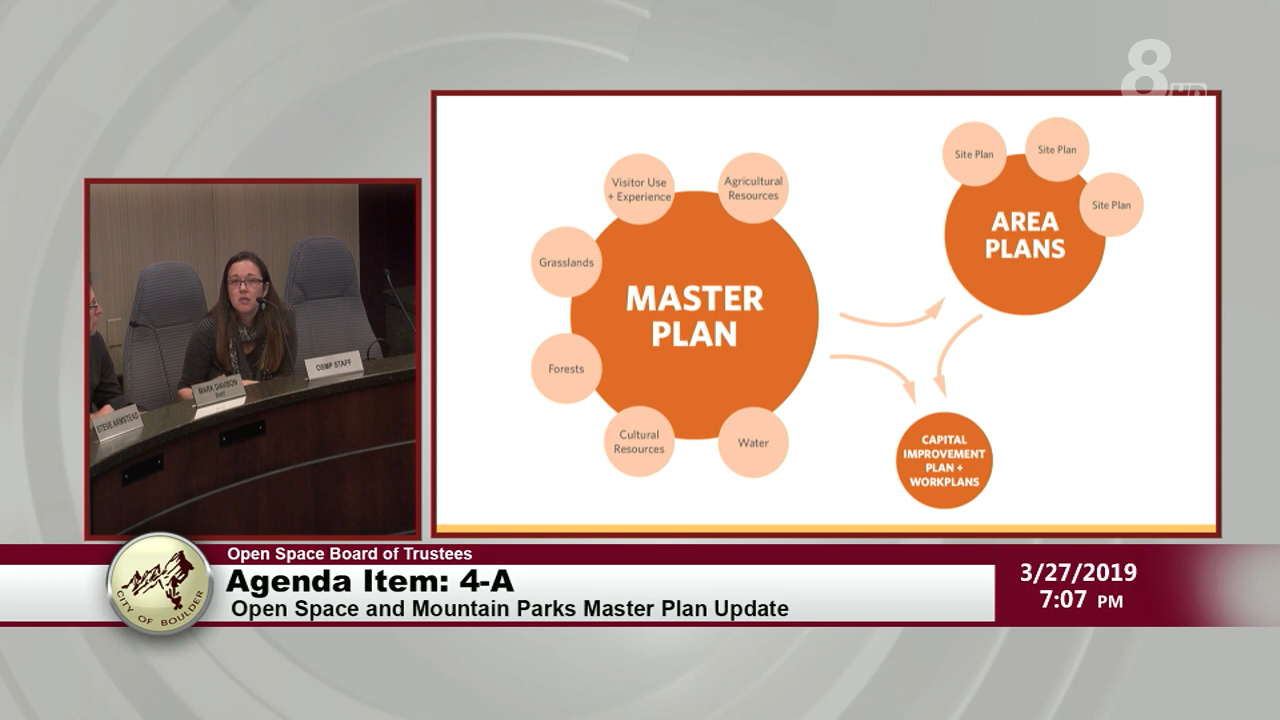 8
HD
Visitor Use
+ Experience
Agricultural
Resources
Grasslands
MASTER
PLAN
Forests
Cultural
Resources
Water
Site Plan
Site Plan
Site Plan
AREA
PLANS
CAPITAL
IMPROVEMENT
PLAN +
WORKPLANS
STEVE ARMSTEAD
MARK DAVISON
OSMP STAFF
CITY OF BOULDER
Open Space Board of Trustees
Agenda Item: 4-A
Open Space and Mountain Parks Master Plan Update
3/27/2019
7:07 PM